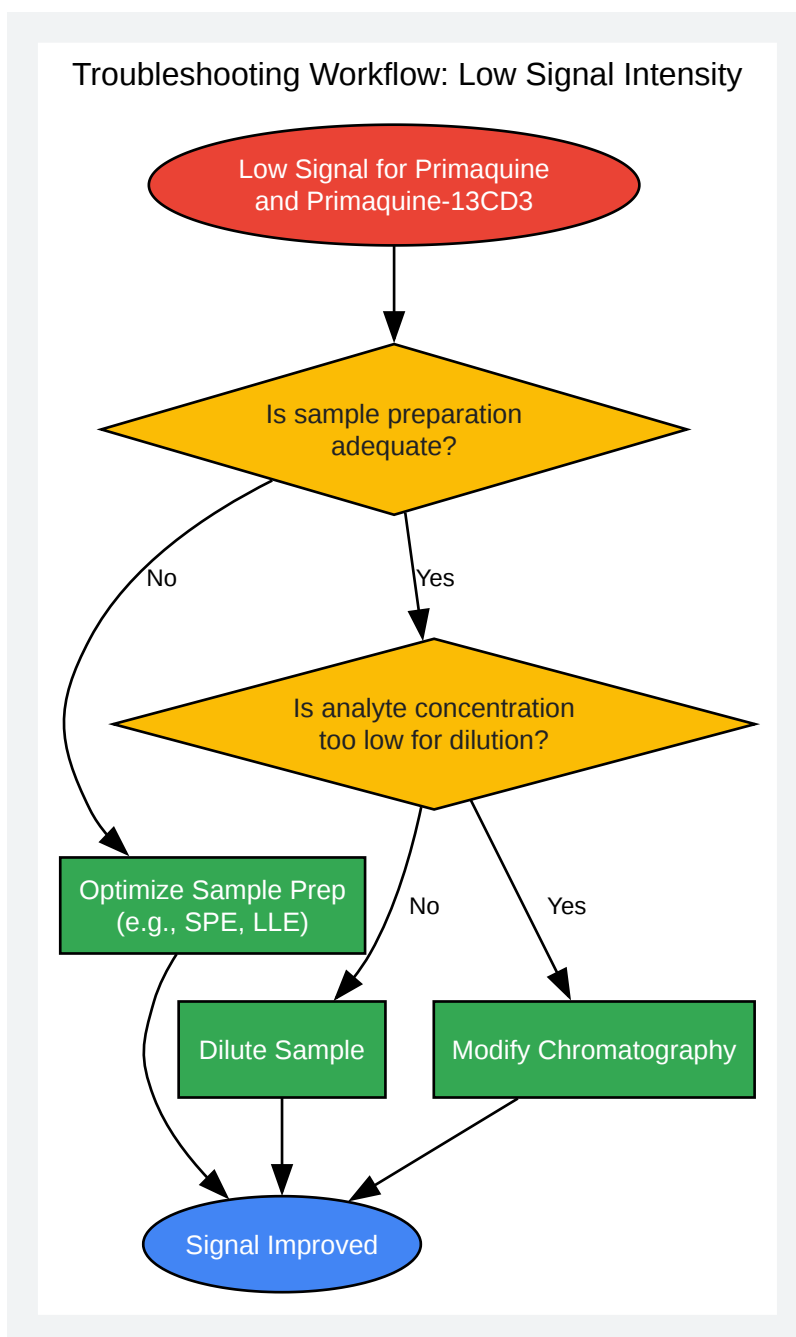 Troubleshooting Workflow: Low Signal Intensity
Low Signal for Primaquine
and Primaquine-13CD3
Is sample preparation
adequate?
No
Yes
Is analyte concentration
too low for dilution?
Optimize Sample Prep
(e.g., SPE, LLE)
No
Yes
Dilute Sample
Modify Chromatography
Signal Improved